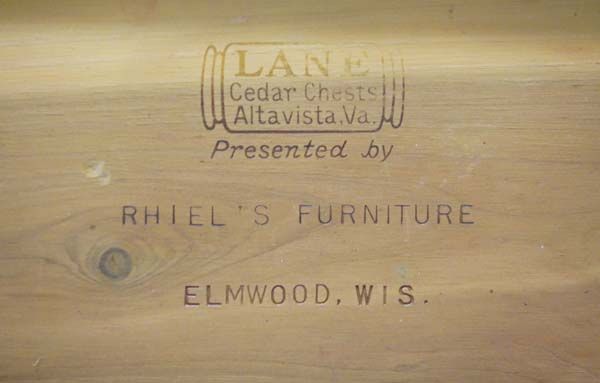 LANE
Cedar Chests
Altavista, Va.
Presented by
RHIEL'S FURNITURE
ELMWOOD, WIS.